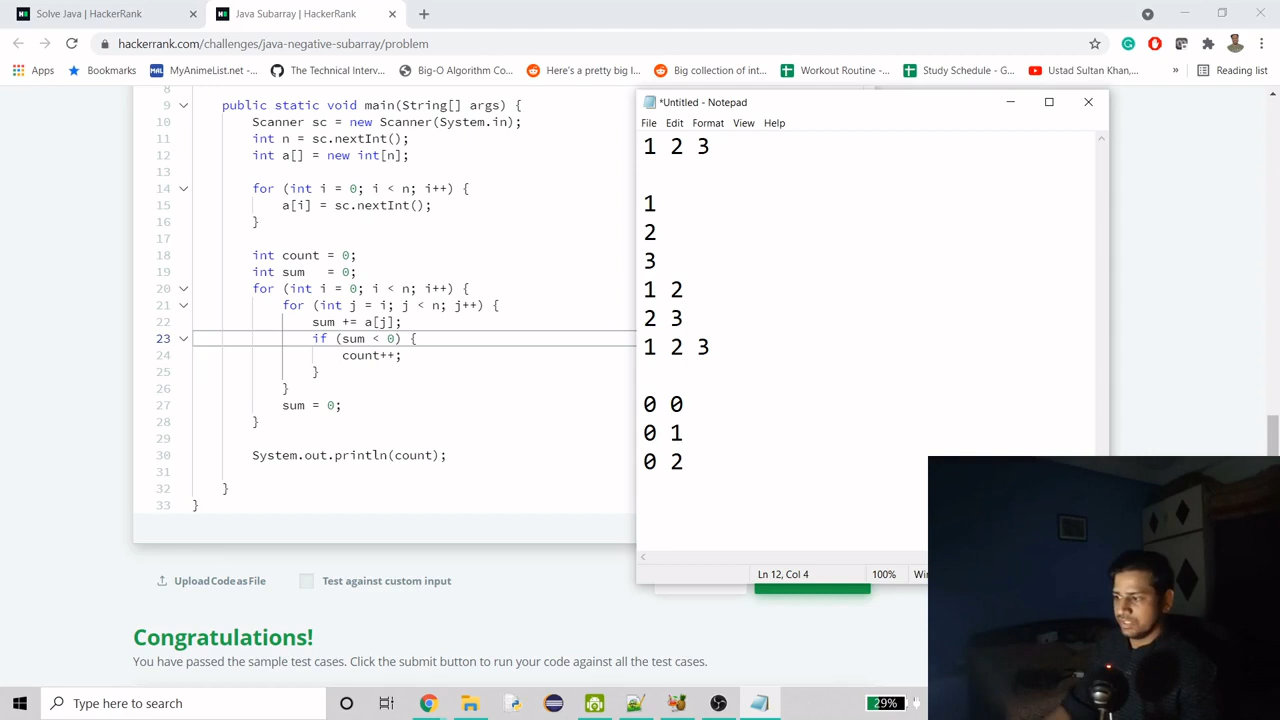 Solve Java | HackerRank
Java Subarray | HackerRank
hackerrank.com/challenges/java-negative-subarray/problem
Apps Bookmarks MyAnimeList.net -... The Technical Interv... Big-O Algorithm Co... Here's a pretty big l... Big collection of int... Workout Routine -... Study Schedule - G... Ustad Sultan Khan,... » Reading list
8
9 public static void main(String[] args) {
10 Scanner sc = new Scanner(System.in);
11 int n = sc.nextInt();
12 int a[] = new int[n];
13
14 for (int i = 0; i < n; i++) {
15 a[i] = sc.nextInt();
16 }
17
18 int count = 0;
19 int sum   = 0;
20 for (int i = 0; i < n; i++) {
21 for (int j = i; j < n; j++) {
22 sum += a[j];
23 if (sum < 0) {
24 count++;
25 }
26 }
27 sum = 0;
28 }
29
30 System.out.println(count);
31
32 }
33 }
*Untitled - Notepad
File Edit Format View Help
1 2 3
1
2
3
1 2
2 3
1 2 3
0 0
0 1
0 2
Ln 12, Col 4 100% Win
Upload Code as File Test against custom input
Congratulations!
You have passed the sample test cases. Click the submit button to run your code against all the test cases.
Type here to search
29%